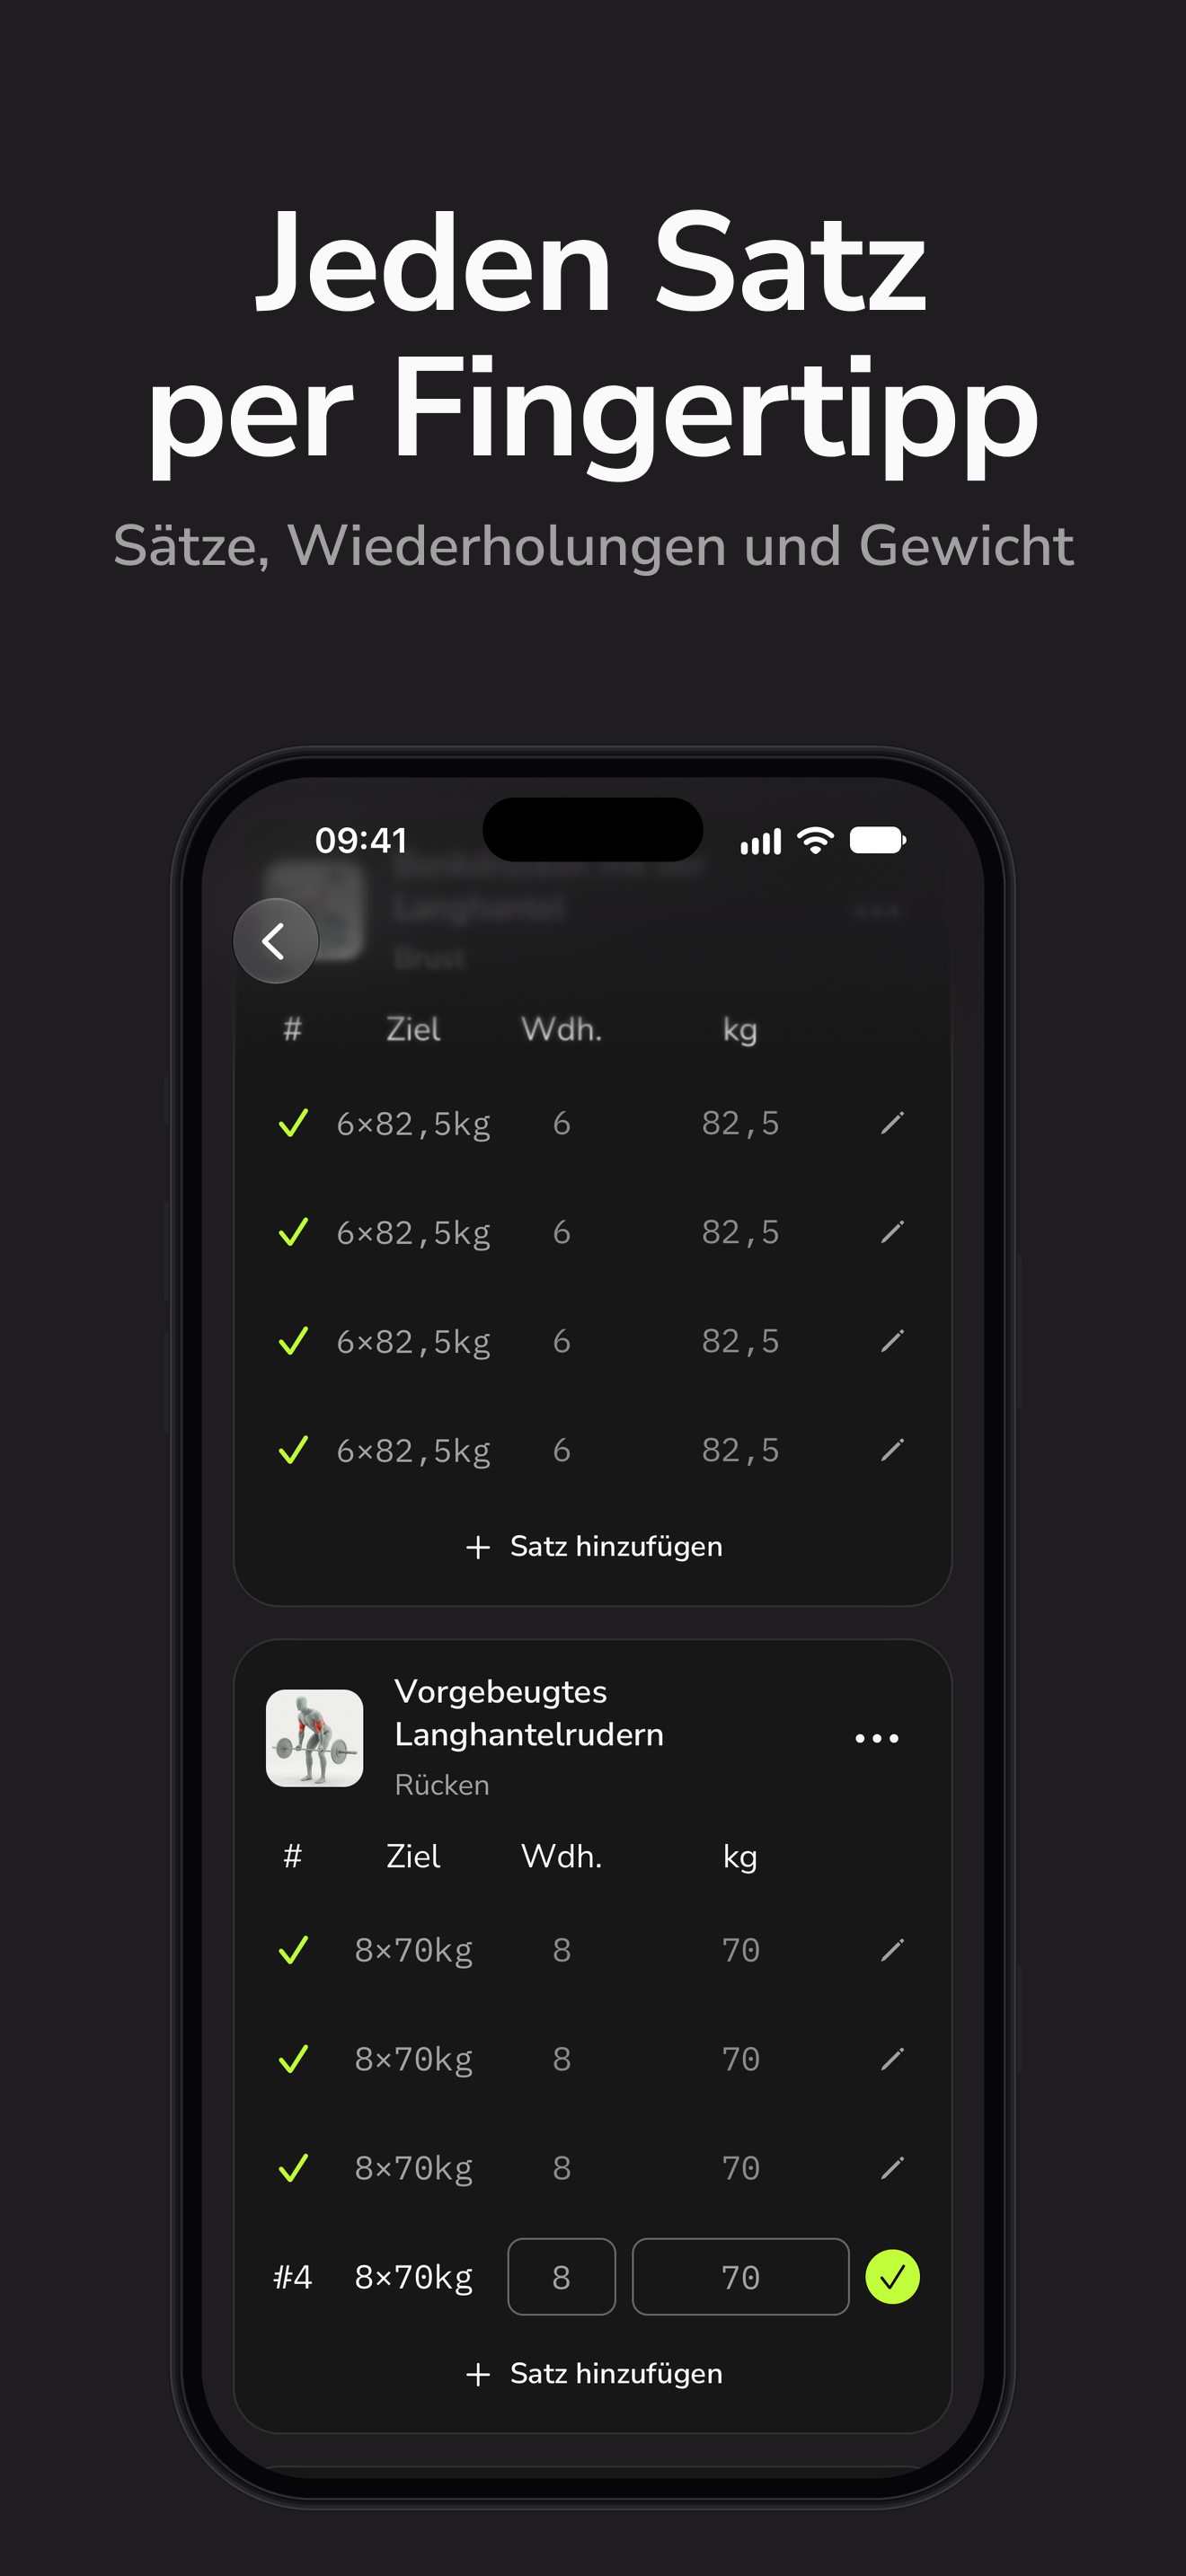 Jeden Satz
per Fingertipp
Sätze, Wiederholungen und Gewicht
09:41
Langhantel
Brust
# Ziel Wdh. kg
6×82,5kg 6 82,5
6×82,5kg 6 82,5
6×82,5kg 6 82,5
6×82,5kg 6 82,5
+ Satz hinzufügen
Vorgebeugtes
Langhantelrudern
Rücken
# Ziel Wdh. kg
8×70kg 8 70
8×70kg 8 70
8×70kg 8 70
#4 8×70kg 8 70
+ Satz hinzufügen